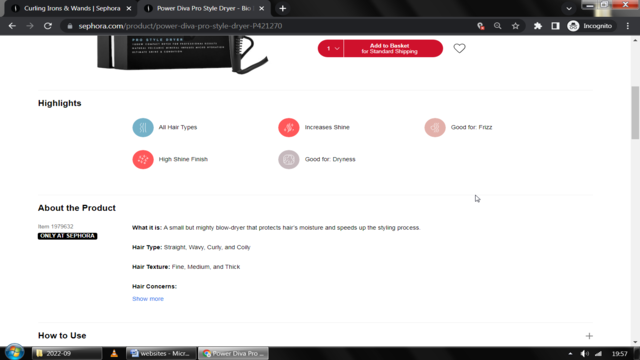 Curling Irons & Wands | Sephora
Power Diva Pro Style Dryer - Bio
sephora.com/product/power-diva-pro-style-dryer-P421270
Incognito
PRO STYLE DRYER
1
Add to Basket
for Standard Shipping
Highlights
All Hair Types
Increases Shine
Good for: Frizz
High Shine Finish
Good for: Dryness
About the Product
Item 1979632
ONLY AT SEPHORA
What it is: A small but mighty blow-dryer that protects hair's moisture and speeds up the styling process.
Hair Type: Straight, Wavy, Curly, and Coily
Hair Texture: Fine, Medium, and Thick
Hair Concerns:
Show more
How to Use
2022-09
websites - Micr...
Power Diva Pro ...
19:57